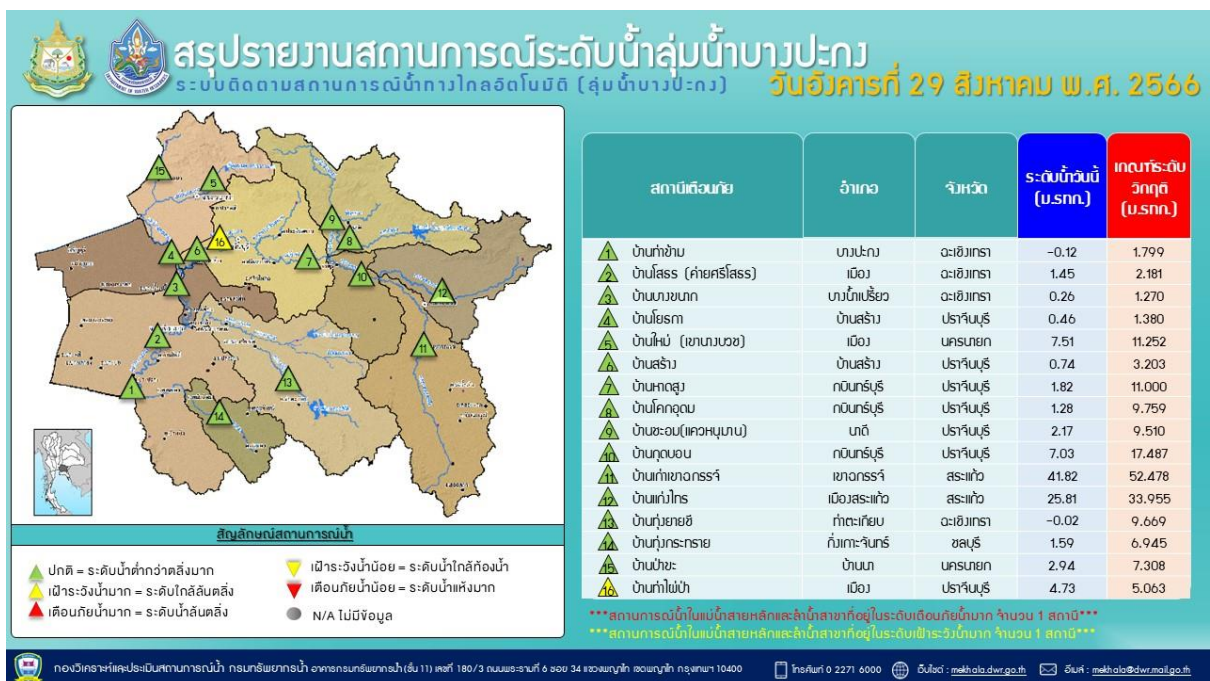 สรุปรายงานสถานการณ์ระดับน้ำลุ่มน้ำบางปะกง
ระบบติดตามสถานการณ์น้ำทางไกลอัตโนมัติ (ลุ่มน้ำบางปะกง)
วันอังคารที่ 29 สิงหาคม พ.ศ. 2566
15
5
9
8
16
6
4
7
10
3
12
2
11
13
1
14
สถานีเตือนภัย อำเภอ จังหวัด ระดับน้ำวันนี้ (ม.รทก.) เกณฑ์ระดับวิกฤติ (ม.รทก.)
1 บ้านท่าข้าม บางปะกง ฉะเชิงเทรา -0.12 1.799
2 บ้านโสธร (ค่ายศรีโสธร) เมือง ฉะเชิงเทรา 1.45 2.181
3 บ้านบางขนาก บางน้ำเปรี้ยว ฉะเชิงเทรา 0.26 1.270
4 บ้านโยธกา บ้านสร้าง ปราจีนบุรี 0.46 1.380
5 บ้านใหม่ (เขานางบวช) เมือง นครนายก 7.51 11.252
6 บ้านสร้าง บ้านสร้าง ปราจีนบุรี 0.74 3.203
7 บ้านหาดสูง กบินทร์บุรี ปราจีนบุรี 1.82 11.000
8 บ้านโคกอุดม กบินทร์บุรี ปราจีนบุรี 1.28 9.759
9 บ้านชะอม(แควหนุมาน) นาดี ปราจีนบุรี 2.17 9.510
10 บ้านกุดบอน กบินทร์บุรี ปราจีนบุรี 7.03 17.487
11 บ้านเก่าเขาฉกรรจ์ เขาฉกรรจ์ สระแก้ว 41.82 52.478
12 บ้านแก่งไทร เมืองสระแก้ว สระแก้ว 25.81 33.955
13 บ้านทุ่งยายชี ท่าตะเกียบ ฉะเชิงเทรา -0.02 9.669
14 บ้านทุ่งกระทราย กิ่งเกาะจันทร์ ชลบุรี 1.59 6.945
15 บ้านป่าขะ บ้านนา นครนายก 2.94 7.308
16 บ้านท่าไผ่ป่า เมือง ปราจีนบุรี 4.73 5.063
***สถานการณ์น้ำในแม่น้ำสายหลักและลำน้ำสาขาที่อยู่ในระดับเตือนภัยน้ำมาก จำนวน 1 สถานี***
***สถานการณ์น้ำในแม่น้ำสายหลักและลำน้ำสาขาที่อยู่ในระดับเฝ้าระวังน้ำมาก จำนวน 1 สถานี***
สัญลักษณ์สถานการณ์น้ำ
ปกติ = ระดับน้ำต่ำกว่าตลิ่งมาก
เฝ้าระวังน้ำมาก = ระดับใกล้ล้นตลิ่ง
เตือนภัยน้ำมาก = ระดับน้ำล้นตลิ่ง
เฝ้าระวังน้ำน้อย = ระดับน้ำใกล้ท้องน้ำ
เตือนภัยน้ำน้อย = ระดับน้ำแห้งมาก
N/A ไม่มีข้อมูล
กองวิเคราะห์และประเมินสถานการณ์น้ำ กรมทรัพยากรน้ำ อาคารกรมทรัพยากรน้ำ (ชั้น 11) เลขที่ 180/3 ถนนพระรามที่ 6 ซอย 34 แขวงพญาไท เขตพญาไท กรุงเทพฯ 10400 โทรศัพท์ 0 2271 6000 เว็บไซต์ : mekhala.dwr.go.th อีเมล์ : mekhala@dwr.mail.go.th